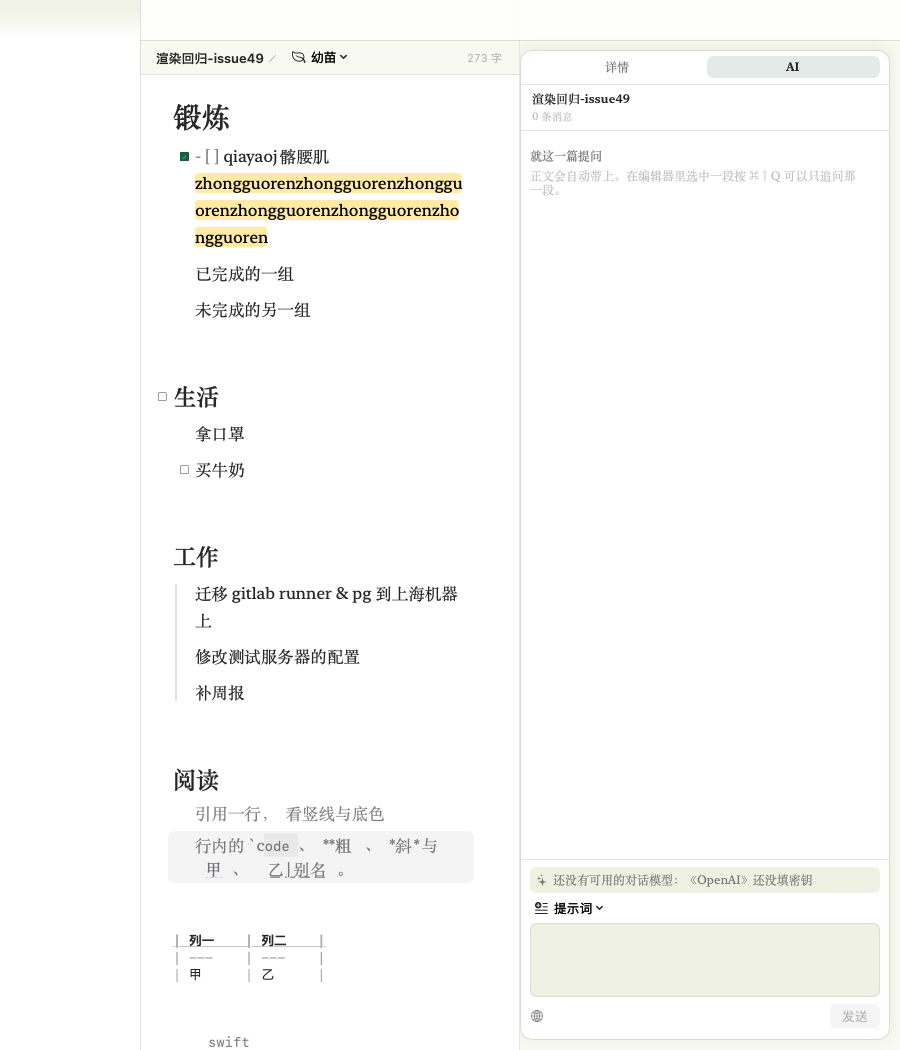 渲染回归-issue49
幼苗
273 字
锻炼
- [ ] qiayaoj 髂腰肌
zhongguorenzhongguorenzhonggu
orenzhongguorenzhongguorenzho
ngguoren
已完成的一组
未完成的另一组
生活
拿口罩
买牛奶
工作
迁移 gitlab runner & pg 到上海机器
上
修改测试服务器的配置
补周报
阅读
引用一行， 看竖线与底色
行内的 `code 、 **粗 、 *斜* 与
甲 、 乙|别名 。
| 列一 | 列二 |
| --- | --- |
| 甲 | 乙 |
swift
详情
AI
渲染回归-issue49
0 条消息
就这一篇提问
正文会自动带上。在编辑器里选中一段按 ⌘⇧Q 可以只追问那
一段。
还没有可用的对话模型：《OpenAI》还没填密钥
提示词
发送